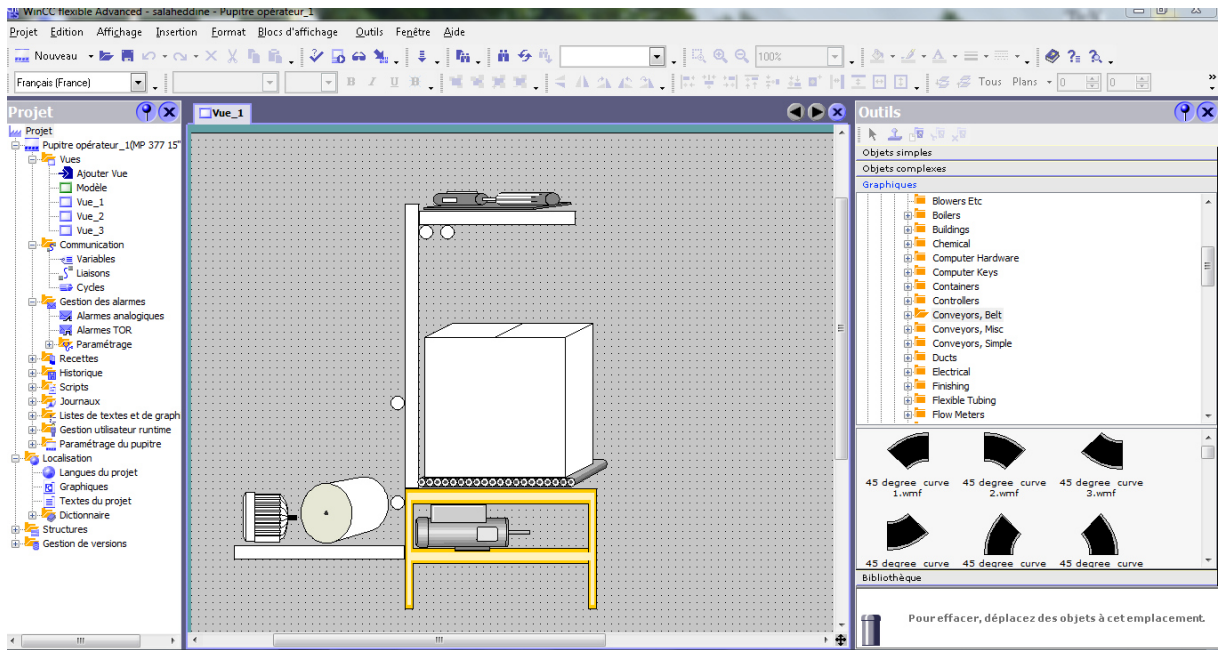 WinCC flexible Advanced - salaheddine - Pupitre opérateur_1
Projet Edition Affichage Insertion Format Blocs d'affichage Outils Fenêtre Aide
Nouveau 100%
Français (France) B I U B Tous Plans 0 0
Projet
Projet
Pupitre opérateur_1(MP 377 15"
Vues
Ajouter Vue
Modèle
Vue_1
Vue_2
Vue_3
Communication
Variables
Liaisons
Cycles
Gestion des alarmes
Alarmes analogiques
Alarmes TOR
Paramétrage
Recettes
Historique
Scripts
Journaux
Listes de textes et de graph
Gestion utilisateur runtime
Paramétrage du pupitre
Localisation
Langues du projet
Graphiques
Textes du projet
Dictionnaire
Structures
Gestion de versions
Vue_1
Outils
Objets simples
Objets complexes
Graphiques
Blowers Etc
Boilers
Buildings
Chemical
Computer Hardware
Computer Keys
Containers
Controllers
Conveyors, Belt
Conveyors, Misc
Conveyors, Simple
Ducts
Electrical
Finishing
Flexible Tubing
Flow Meters
45 degree curve 1.wmf
45 degree curve 2.wmf
45 degree curve 3.wmf
45 degree curve
45 degree curve
45 degree curve
Bibliothèque
Pour effacer, déplacez des objets à cet emplacement.